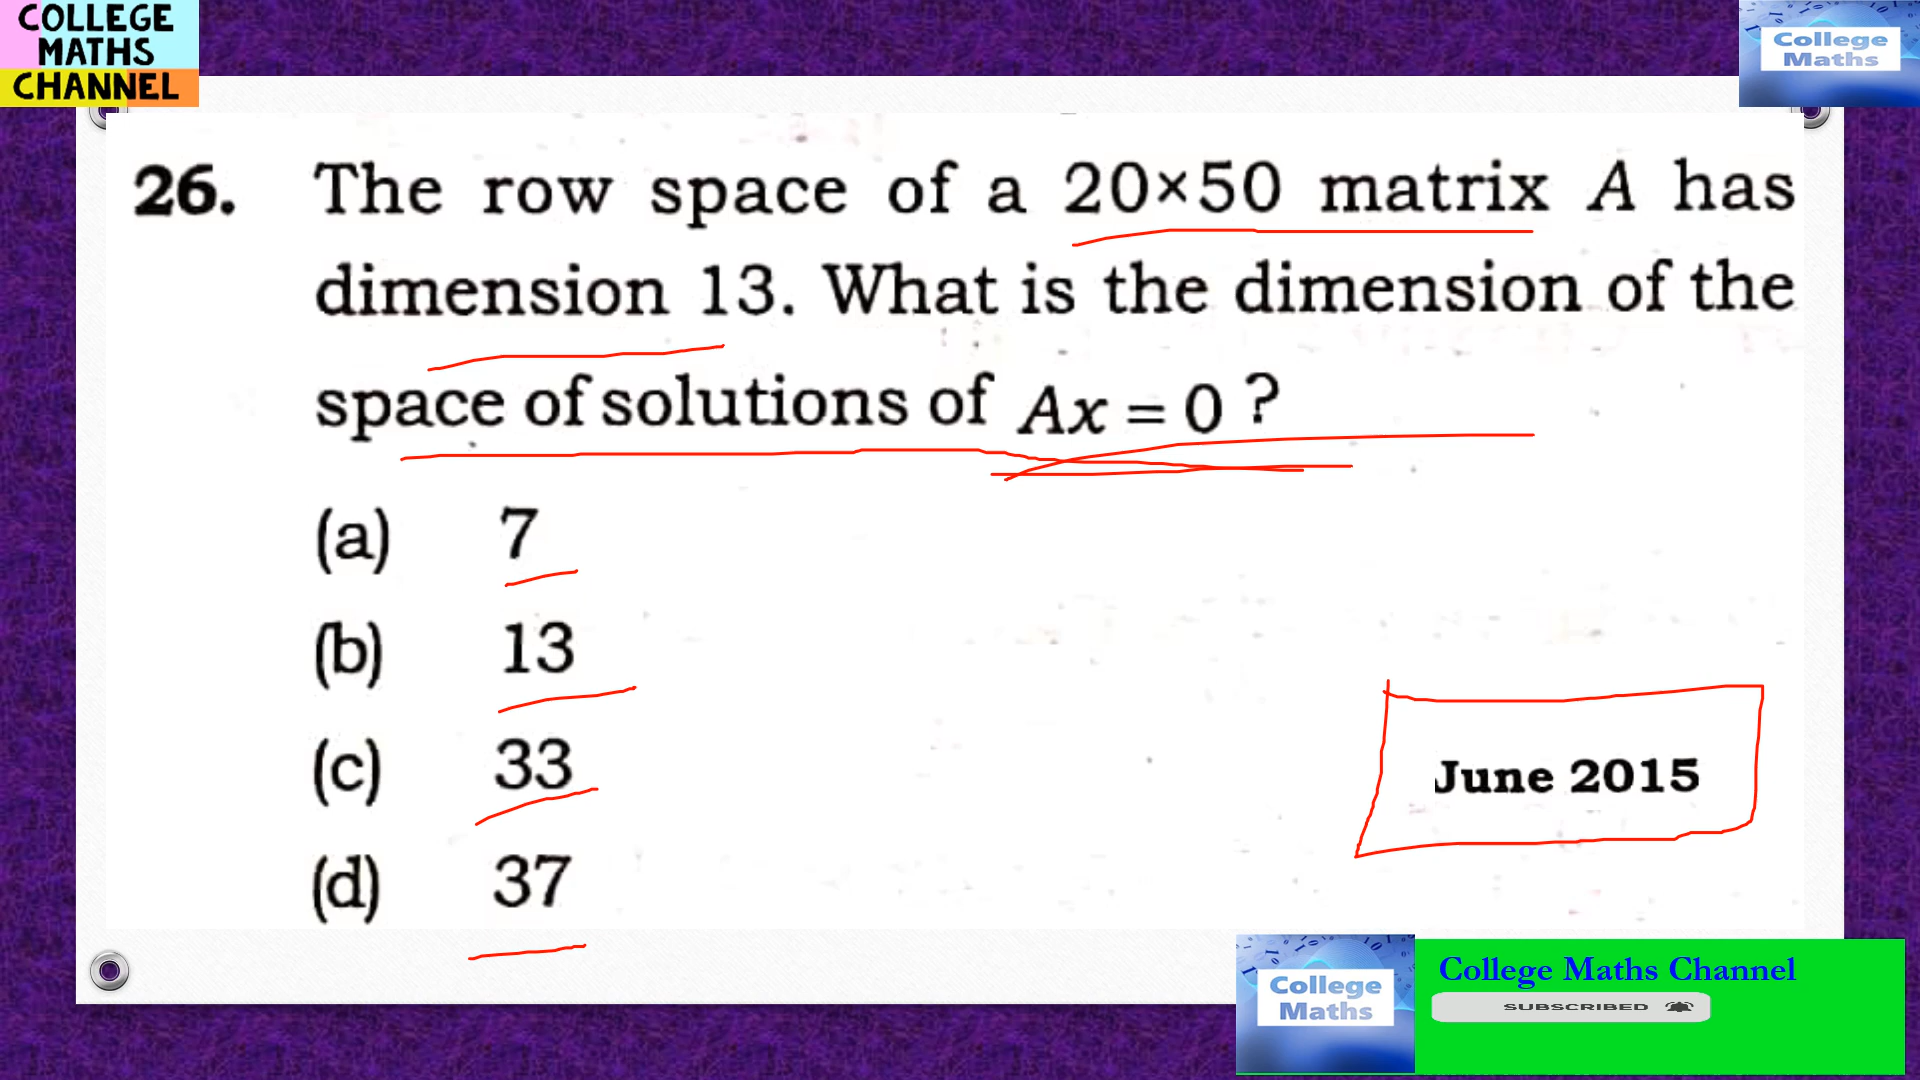 COLLEGE
MATHS
CHANNEL
College
Maths
26. The row space of a 20×50 matrix A has
dimension 13. What is the dimension of the
space of solutions of Ax = 0 ?
(a) 7
(b) 13
(c) 33
(d) 37
June 2015
College
Maths
College Maths Channel
SUBSCRIBED